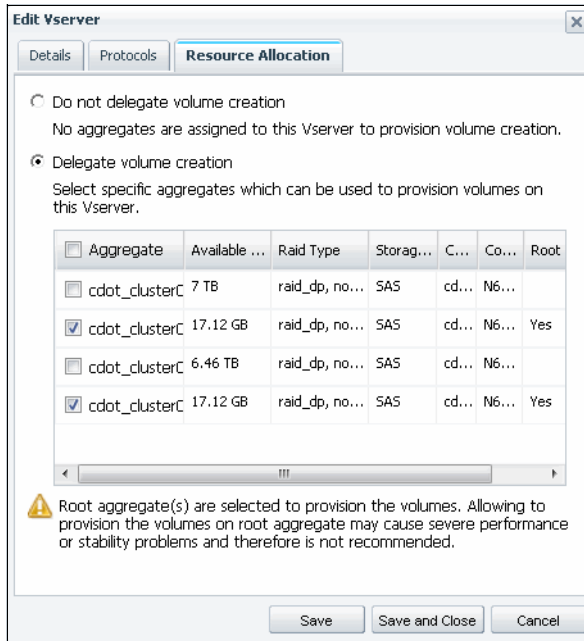 Edit Vserver
Details Protocols Resource Allocation
Do not delegate volume creation
No aggregates are assigned to this Vserver to provision volume creation.
Delegate volume creation
Select specific aggregates which can be used to provision volumes on
this Vserver.
Aggregate Available ... Raid Type Storag... C... Co... Root
cdot_clusterC 7 TB raid_dp, no... SAS cd... N6...
cdot_clusterC 17.12 GB raid_dp, no... SAS cd... N6... Yes
cdot_clusterC 6.46 TB raid_dp, no... SAS cd... N6...
cdot_clusterC 17.12 GB raid_dp, no... SAS cd... N6... Yes
Root aggregate(s) are selected to provision the volumes. Allowing to
provision the volumes on root aggregate may cause severe performance
or stability problems and therefore is not recommended.
Save Save and Close Cancel